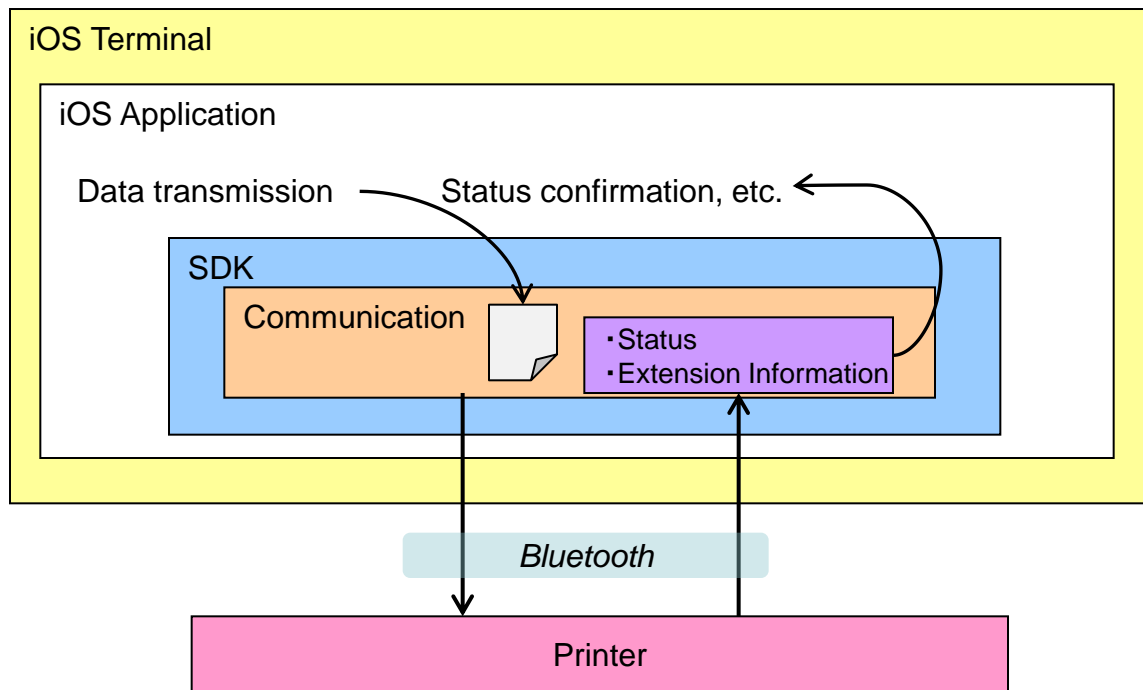 iOS Terminal
iOS Application
Data transmission
Status confirmation, etc.
SDK
Communication
・Status
・Extension Information
Bluetooth
Printer